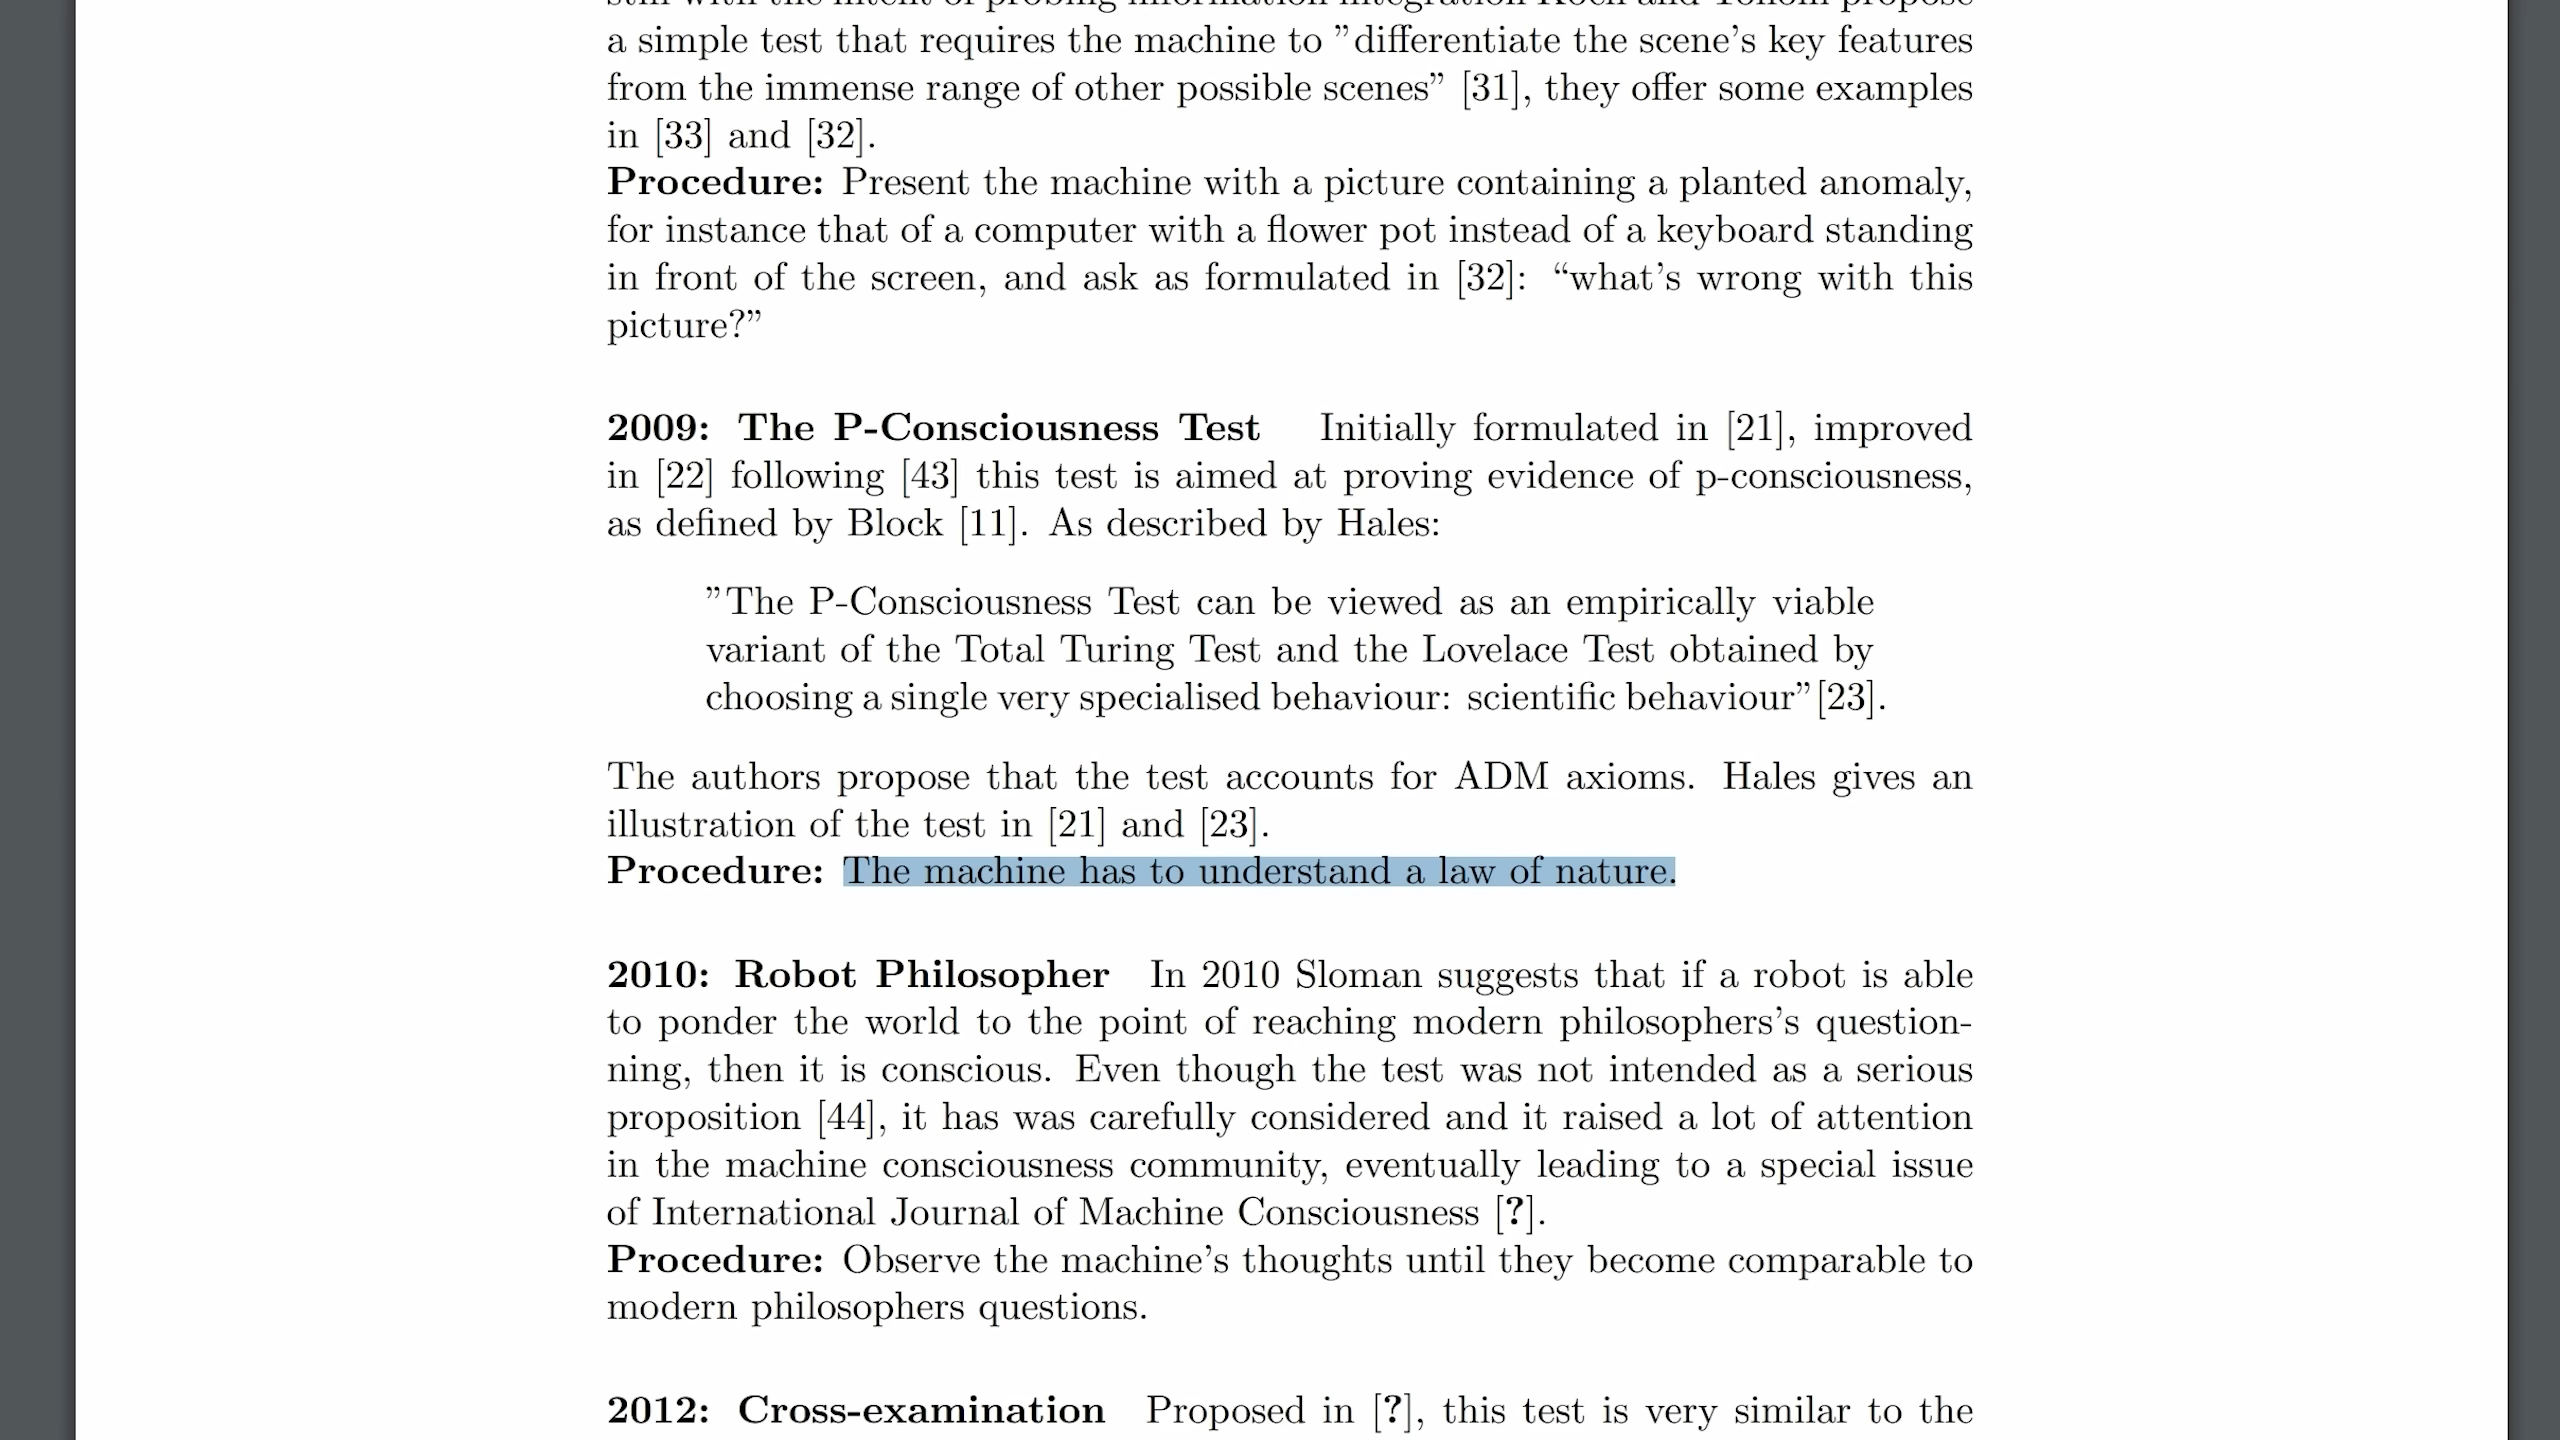 still with the intent of probing information integration Koch and Tononi propose
a simple test that requires the machine to ”differentiate the scene’s key features
from the immense range of other possible scenes” [31], they offer some examples
in [33] and [32].
Procedure: Present the machine with a picture containing a planted anomaly,
for instance that of a computer with a flower pot instead of a keyboard standing
in front of the screen, and ask as formulated in [32]: “what’s wrong with this
picture?”
2009: The P-Consciousness Test Initially formulated in [21], improved
in [22] following [43] this test is aimed at proving evidence of p-consciousness,
as defined by Block [11]. As described by Hales:
”The P-Consciousness Test can be viewed as an empirically viable
variant of the Total Turing Test and the Lovelace Test obtained by
choosing a single very specialised behaviour: scientific behaviour”[23].
The authors propose that the test accounts for ADM axioms. Hales gives an
illustration of the test in [21] and [23].
Procedure: The machine has to understand a law of nature.
2010: Robot Philosopher In 2010 Sloman suggests that if a robot is able
to ponder the world to the point of reaching modern philosophers’s question-
ning, then it is conscious. Even though the test was not intended as a serious
proposition [44], it has was carefully considered and it raised a lot of attention
in the machine consciousness community, eventually leading to a special issue
of International Journal of Machine Consciousness [?].
Procedure: Observe the machine’s thoughts until they become comparable to
modern philosophers questions.
2012: Cross-examination Proposed in [?], this test is very similar to the